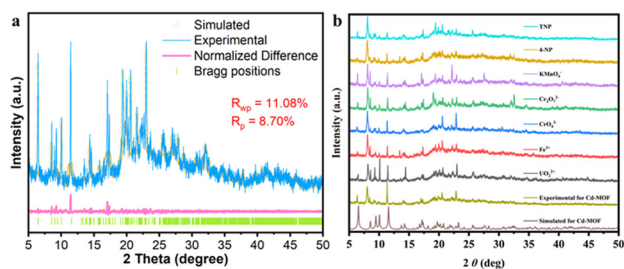 a
Simulated
Experimental
Normalized Difference
Bragg positions
Rwp = 11.08%
Rp = 8.70%
Intensity (a.u.)
5 10 15 20 25 30 35 40 45 50
2 Theta (degree)
b
TNP
4-NP
KMnO₄⁻
Cr₂O₇²⁻
CrO₄²⁻
Fe³⁺
UO₂²⁺
Experimental for Cd-MOF
Simulated for Cd-MOF
Intensity (a.u.)
5 10 15 20 25 30 35 40 45 50
2 θ (deg)